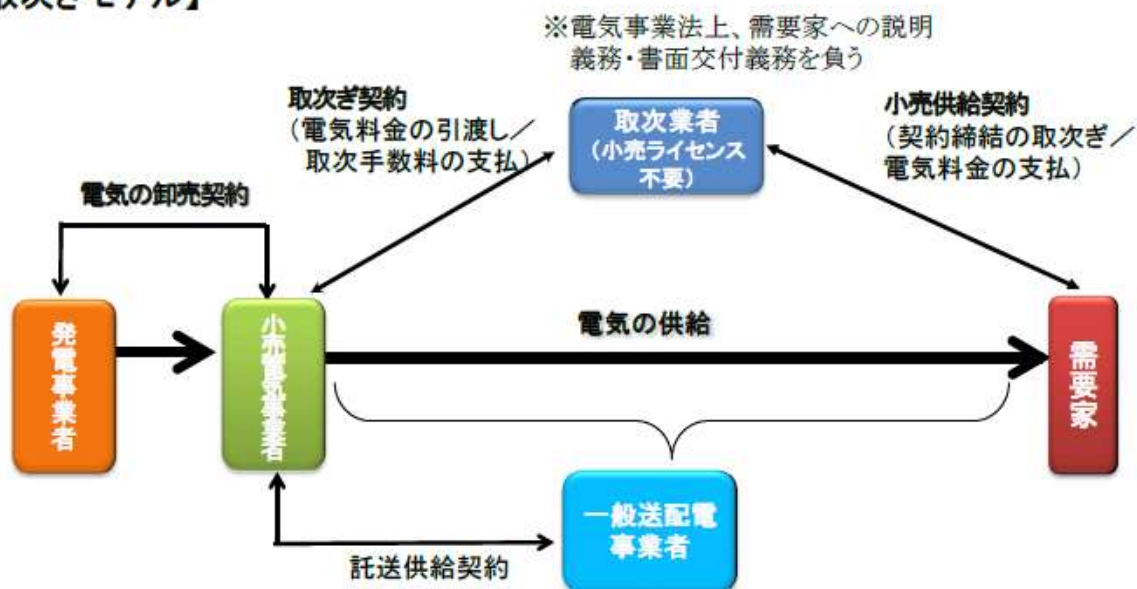 取次ぎモデル】
※電気事業法上、需要家への説明
義務・書面交付義務を負う
取次ぎ契約
（電気料金の引渡し／
取次手数料の支払）
取次業者
（小売ライセンス
不要）
小売供給契約
（契約締結の取次ぎ／
電気料金の支払）
電気の卸売契約
発電事業者
小売電気事業者
電気の供給
需要家
一般送配電
事業者
託送供給契約